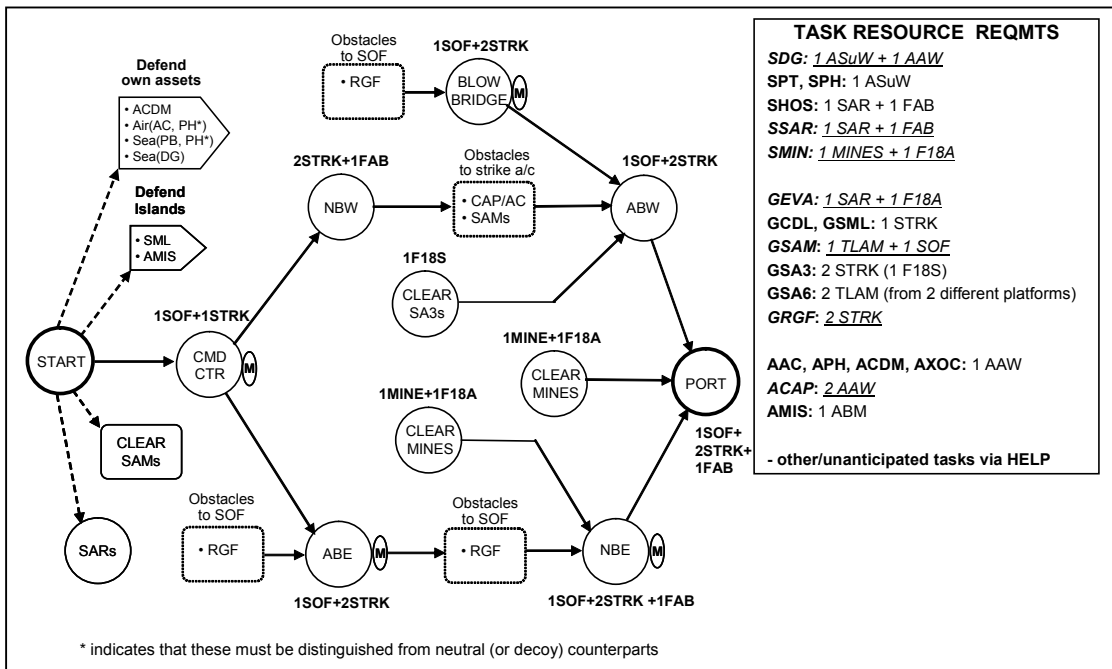 Defend
own assets
• ACDM
• Air(AC, PH*)
• Sea(PB, PH*)
• Sea(DG)
Defend
Islands
• SML
• AMIS
START
CLEAR
SAMs
SARs
1SOF+1STRK
CMD
CTR
M
Obstacles
to SOF
• RGF
1SOF+2STRK
BLOW
BRIDGE
M
2STRK+1FAB
NBW
Obstacles
to strike a/c
• CAP/AC
• SAMs
1SOF+2STRK
ABW
1F18S
CLEAR
SA3s
1MINE+1F18A
CLEAR
MINES
PORT
1SOF+
2STRK+
1FAB
1MINE+1F18A
CLEAR
MINES
Obstacles
to SOF
• RGF
ABE
M
1SOF+2STRK
Obstacles
to SOF
• RGF
NBE
M
1SOF+2STRK +1FAB
* indicates that these must be distinguished from neutral (or decoy) counterparts
TASK RESOURCE REQMTS
SDG: 1 ASuW + 1 AAW
SPT, SPH: 1 ASuW
SHOS: 1 SAR + 1 FAB
SSAR: 1 SAR + 1 FAB
SMIN: 1 MINES + 1 F18A
GEVA: 1 SAR + 1 F18A
GCDL, GSML: 1 STRK
GSAM: 1 TLAM + 1 SOF
GSA3: 2 STRK (1 F18S)
GSA6: 2 TLAM (from 2 different platforms)
GRGF: 2 STRK
AAC, APH, ACDM, AXOC: 1 AAW
ACAP: 2 AAW
AMIS: 1 ABM
- other/unanticipated tasks via HELP